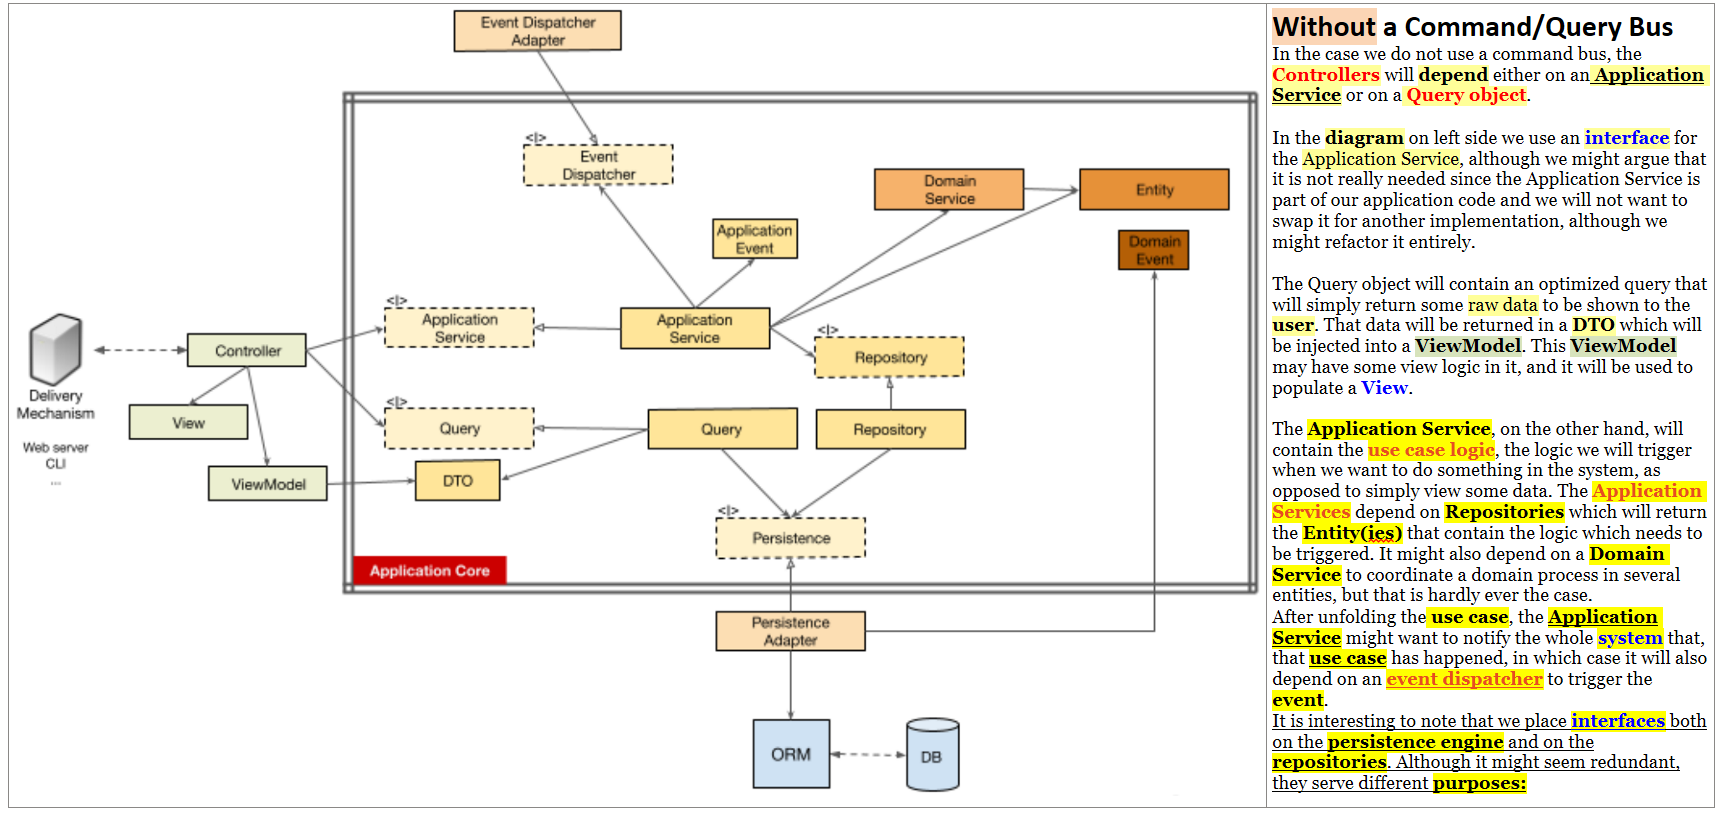 Event Dispatcher
Adapter
<I>
Event
Dispatcher
Domain
Service
Entity
Application
Event
Domain
Event
<I>
Application
Service
Application
Service
<I>
Repository
Controller
Delivery
Mechanism
Web server
CLI
...
View
<I>
Query
Query
Repository
ViewModel
DTO
<I>
Persistence
Application Core
Persistence
Adapter
ORM
DB
Without a Command/Query Bus
In the case we do not use a command bus, the
Controllers will depend either on an Application
Service or on a Query object.
In the diagram on left side we use an interface for
the Application Service, although we might argue that
it is not really needed since the Application Service is
part of our application code and we will not want to
swap it for another implementation, although we
might refactor it entirely.
The Query object will contain an optimized query that
will simply return some raw data to be shown to the
user. That data will be returned in a DTO which will
be injected into a ViewModel. This ViewModel
may have some view logic in it, and it will be used to
populate a View.
The Application Service, on the other hand, will
contain the use case logic, the logic we will trigger
when we want to do something in the system, as
opposed to simply view some data. The Application
Services depend on Repositories which will return
the Entity(ies) that contain the logic which needs to
be triggered. It might also depend on a Domain
Service to coordinate a domain process in several
entities, but that is hardly ever the case.
After unfolding the use case, the Application
Service might want to notify the whole system that,
that use case has happened, in which case it will also
depend on an event dispatcher to trigger the
event.
It is interesting to note that we place interfaces both
on the persistence engine and on the
repositories. Although it might seem redundant,
they serve different purposes: